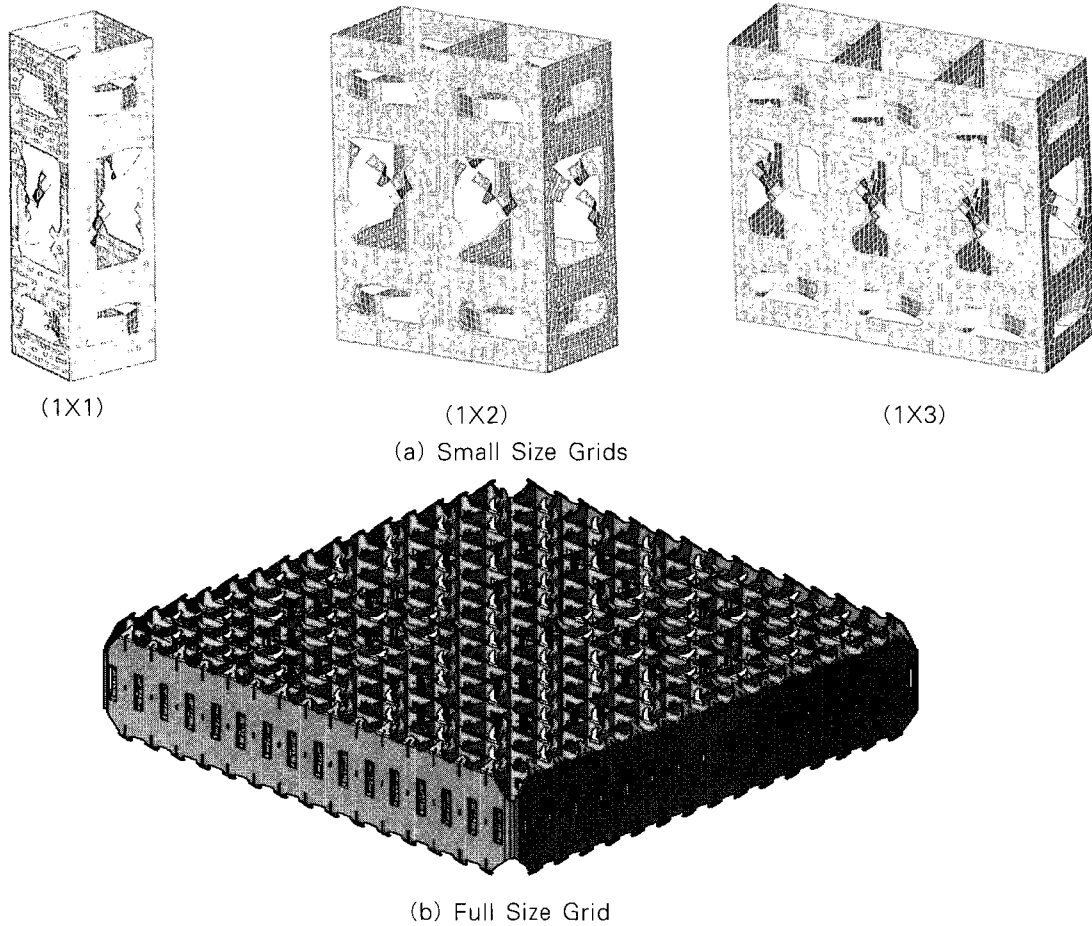 (1X1)
(1X2)
(1X3)
(a) Small Size Grids
(b) Full Size Grid